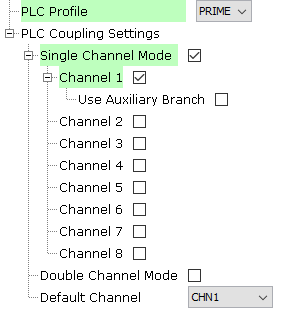 PLC Profile PRIME
PLC Coupling Settings
Single Channel Mode
Channel 1
Use Auxiliary Branch
Channel 2
Channel 3
Channel 4
Channel 5
Channel 6
Channel 7
Channel 8
Double Channel Mode
Default Channel CHN1